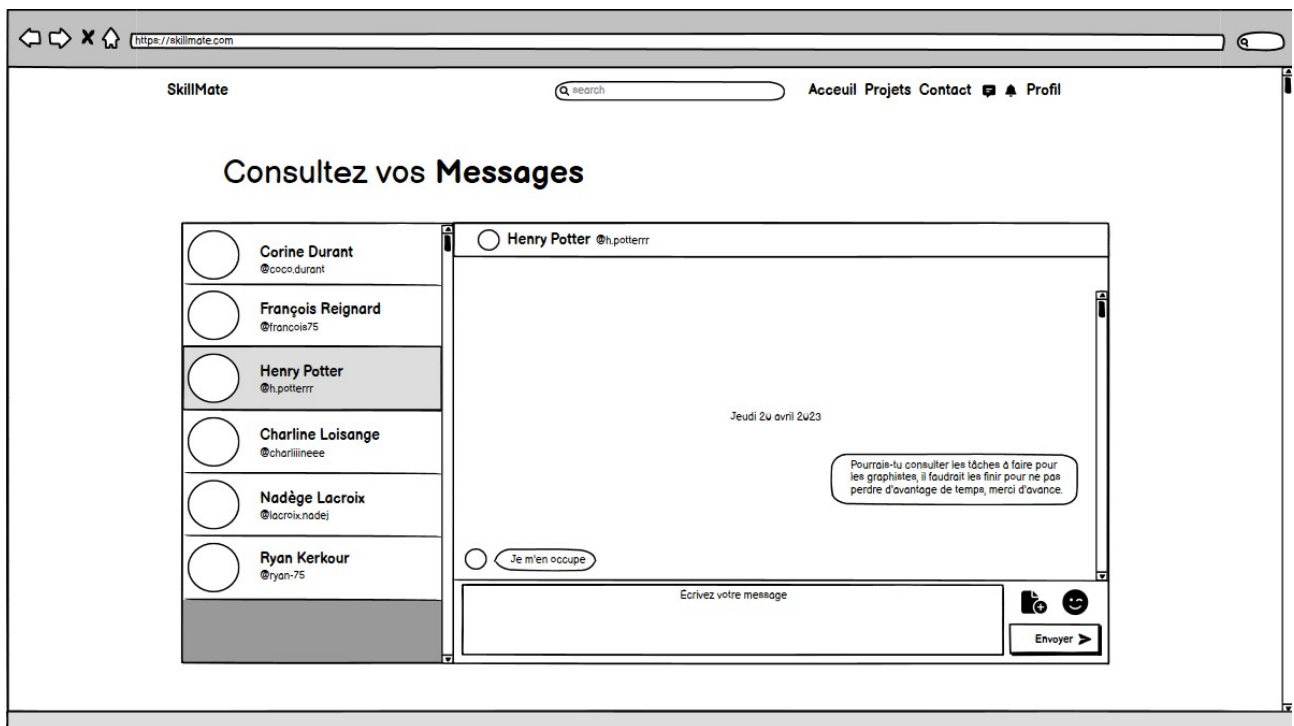 https://skillmate.com
SkillMate
search
Acceuil Projets Contact Profil
Consultez vos Messages
Corine Durant
@coco.durant
François Reignard
@francois75
Henry Potter
@h.potterrr
Charline Loisange
@charliiineee
Nadège Lacroix
@lacroix.nadej
Ryan Kerkour
@ryan-75
Henry Potter @h.potterrr
Jeudi 20 avril 2023
Pourrais-tu consulter les tâches à faire pour
les graphistes, il faudrait les finir pour ne pas
perdre d'avantage de temps, merci d'avance.
Je m'en occupe
Écrivez votre message
Envoyer